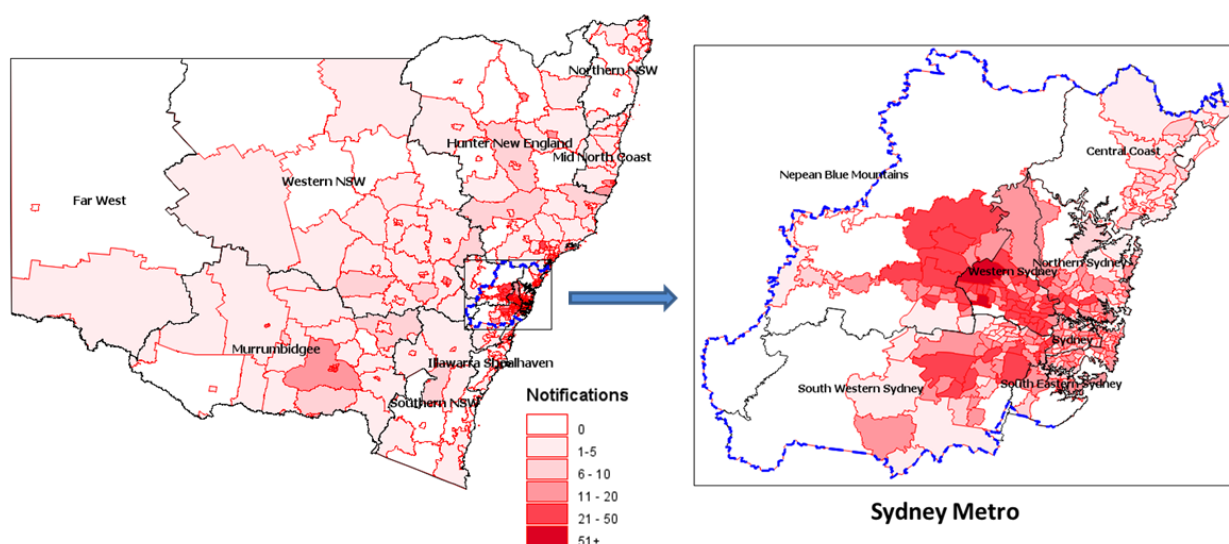 Northern NSW
Hunter New England
Mid North Coast
Western NSW
Far West
Murrumbidgee
Illawarra Shoalhaven
Southern NSW
Notifications
0
1-5
6 - 10
11 - 20
21 - 50
51+
Central Coast
Nepean Blue Mountains
Northern Sydney
Western Sydney
Sydney
South Western Sydney
South Eastern Sydney
Sydney Metro